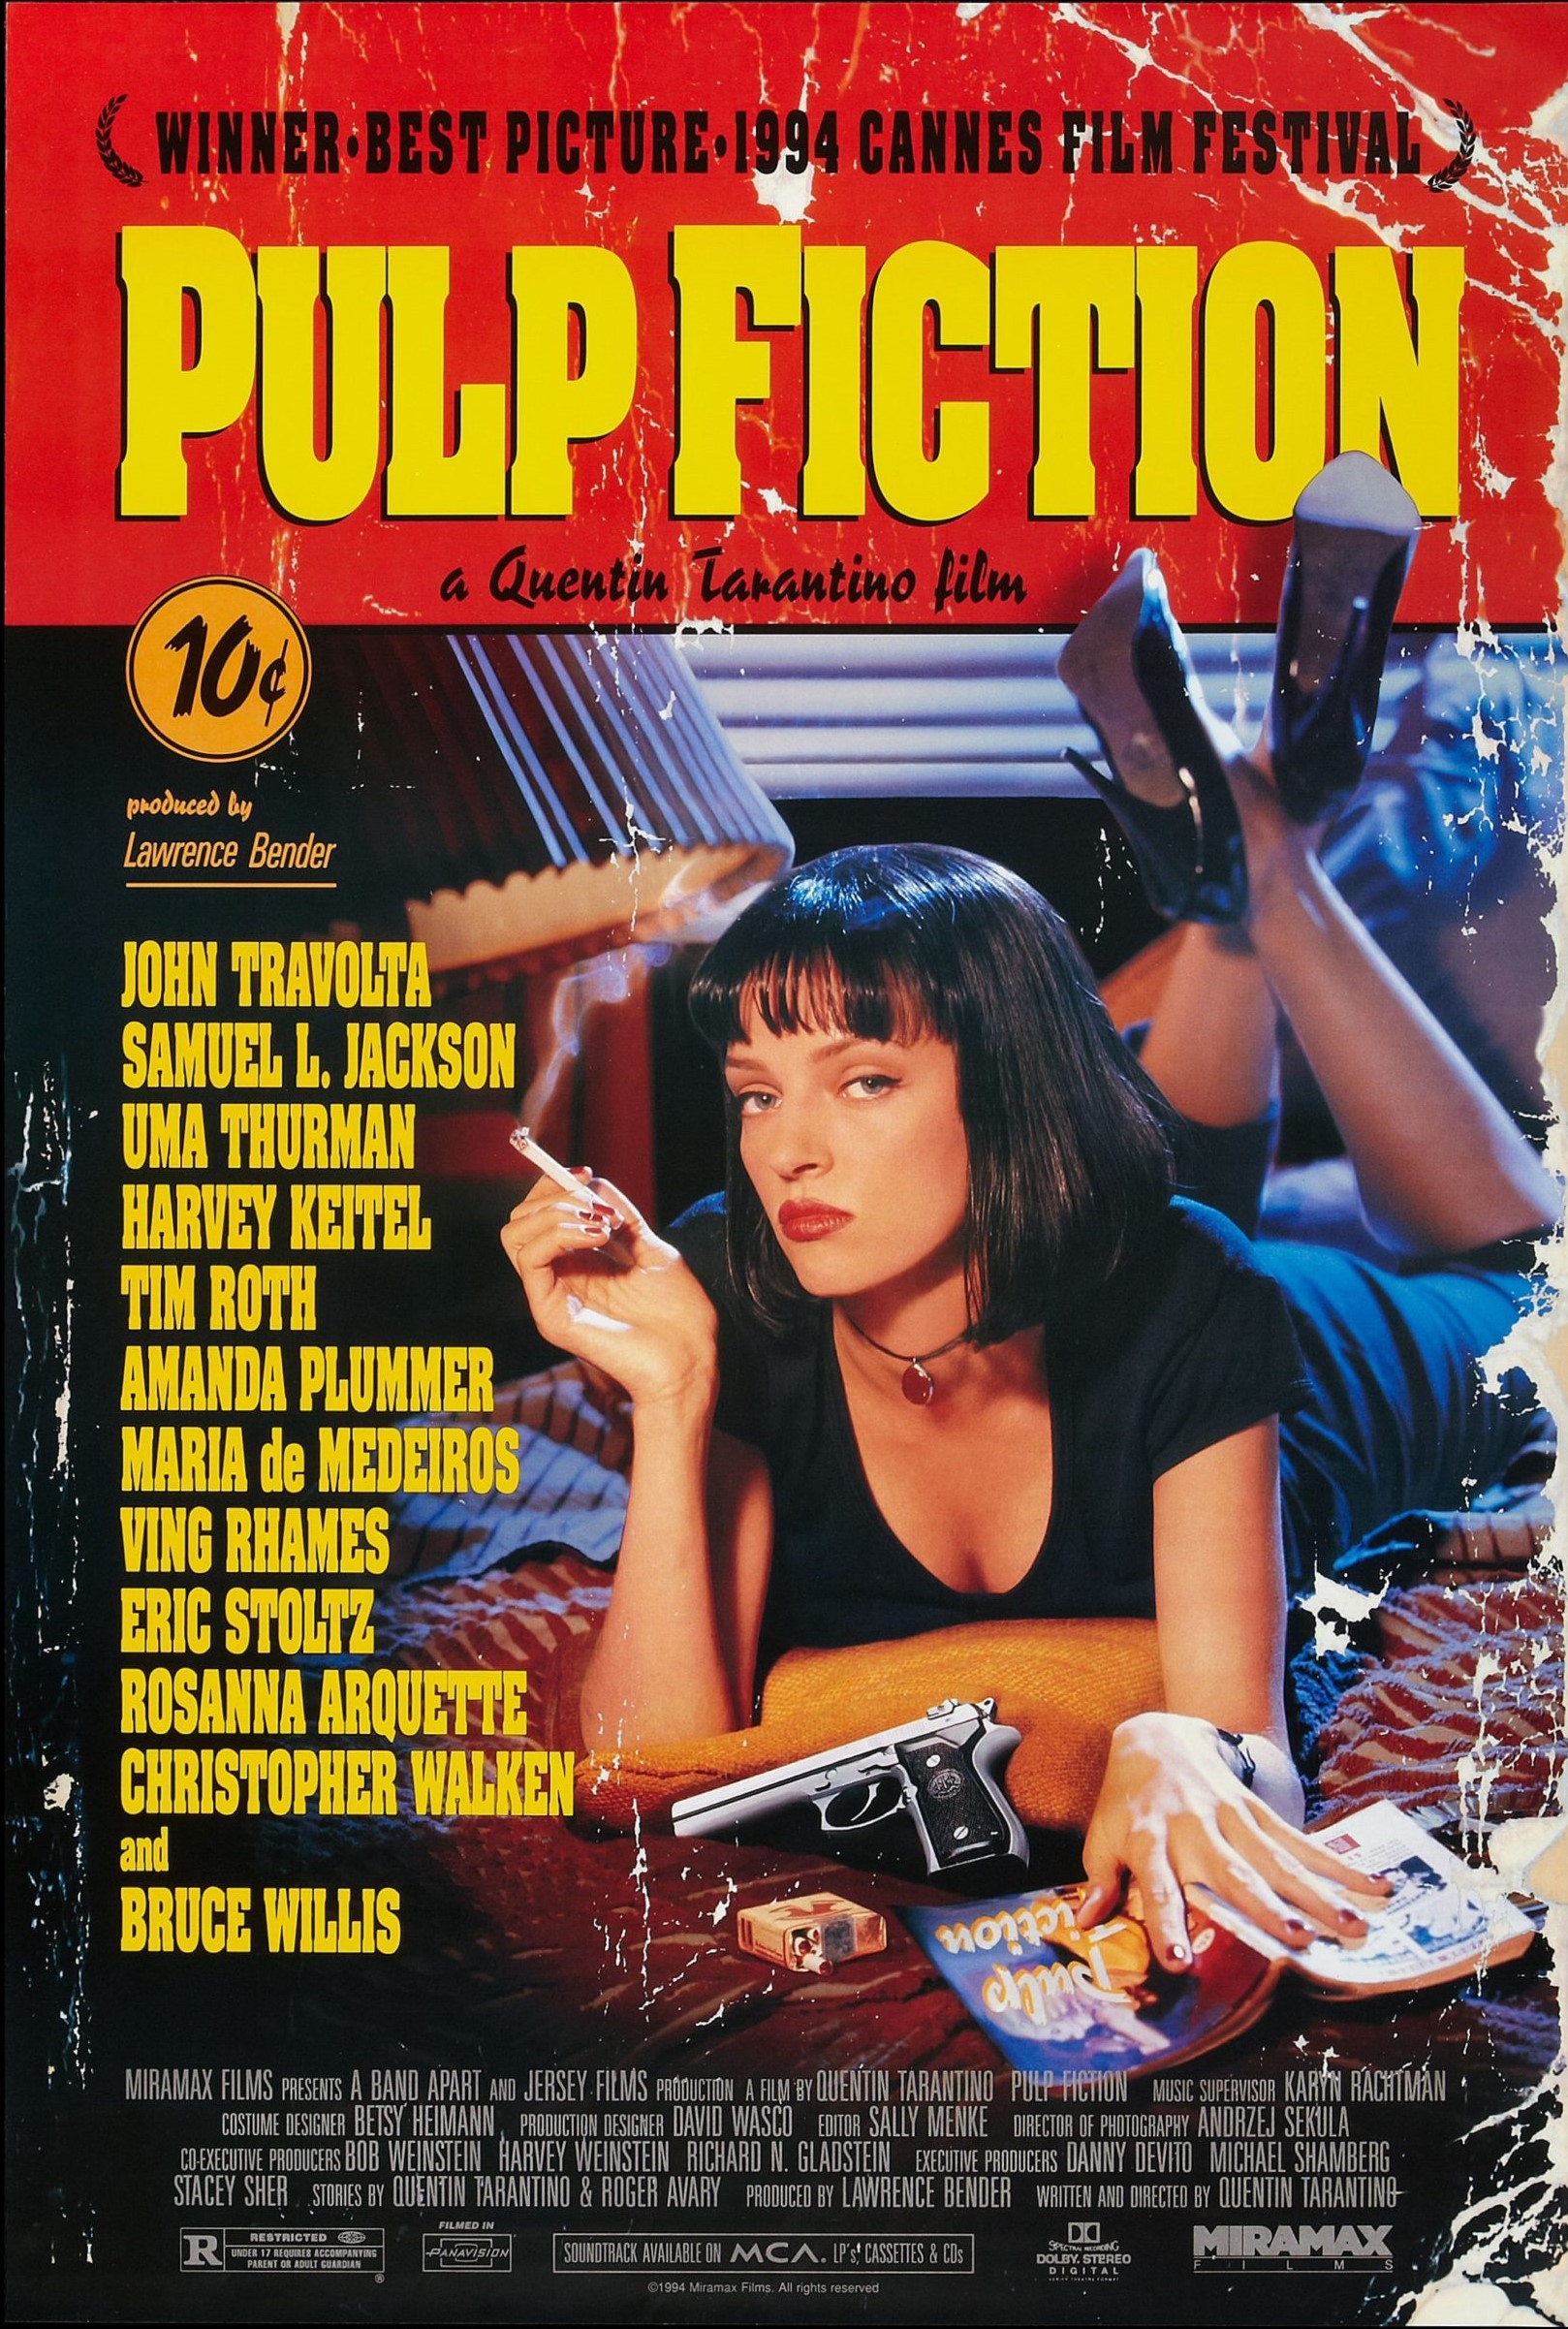 WINNER·BEST PICTURE·1994 CANNES FILM FESTIVAL
PULP FICTION
a Quentin Tarantino film
10¢
produced by
Lawrence Bender
JOHN TRAVOLTA
SAMUEL L. JACKSON
UMA THURMAN
HARVEY KEITEL
TIM ROTH
AMANDA PLUMMER
MARIA de MEDEIROS
VING RHAMES
ERIC STOLTZ
ROSANNA ARQUETTE
CHRISTOPHER WALKEN
and
BRUCE WILLIS
Pulp
Fiction
MIRAMAX FILMS PRESENTS A BAND APART AND JERSEY FILMS PRODUCTION A FILM BY QUENTIN TARANTINO PULP FICTION MUSIC SUPERVISOR KARYN RACHTMAN
COSTUME DESIGNER BETSY HEIMANN PRODUCTION DESIGNER DAVID WASCO EDITOR SALLY MENKE DIRECTOR OF PHOTOGRAPHY ANDRZEJ SEKULA
CO-EXECUTIVE PRODUCERS BOB WEINSTEIN HARVEY WEINSTEIN RICHARD N. GLADSTEIN EXECUTIVE PRODUCERS DANNY DEVITO MICHAEL SHAMBERG
STACEY SHER STORIES BY QUENTIN TARANTINO & ROGER AVARY PRODUCED BY LAWRENCE BENDER WRITTEN AND DIRECTED BY QUENTIN TARANTINO
R RESTRICTED
UNDER 17 REQUIRES ACCOMPANYING
PARENT OR ADULT GUARDIAN
®
FILMED IN
PANAVISION
SOUNDTRACK AVAILABLE ON MCA. LP's, CASSETTES & CDs
SPECTRAL RECORDING
DOLBY STEREO
DIGITAL
MIRAMAX
FILMS
©1994 Miramax Films. All rights reserved